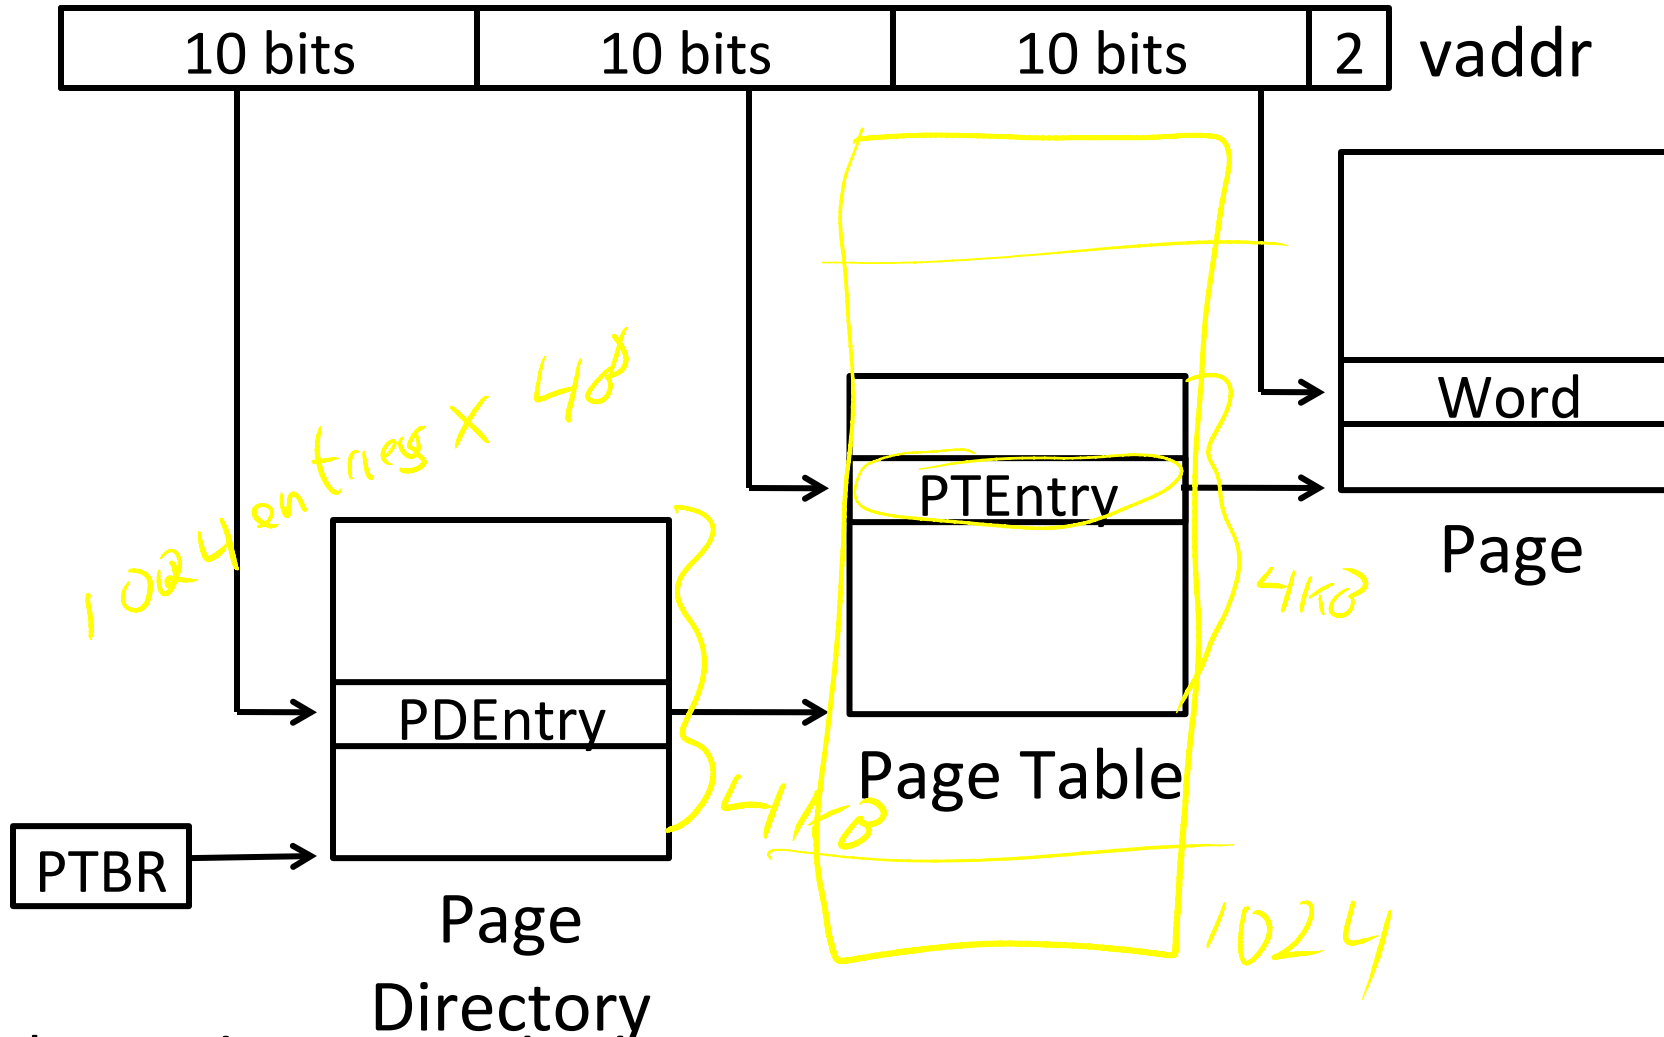 10 bits 10 bits 10 bits 2 vaddr
1024 entries X
Word
PTEntry
Page
4KB
PDEntry
Page Table
4KB
PTBR
Page
Directory
1024